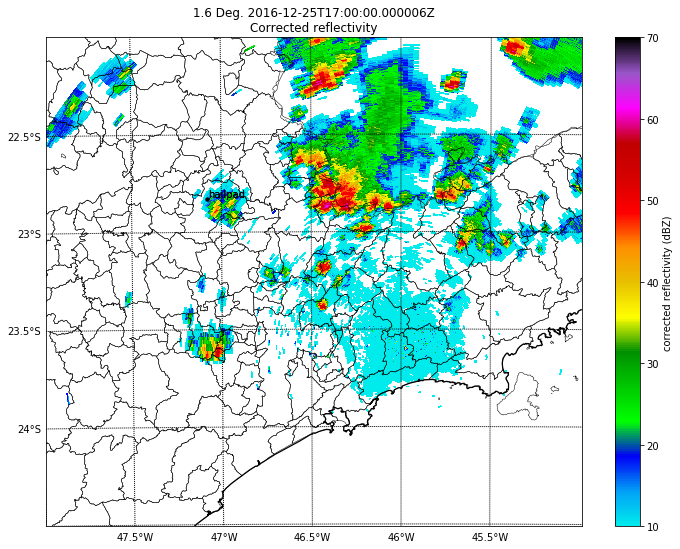 1.6 Deg. 2016-12-25T17:00:00.000006Z
Corrected reflectivity
22.5°S
23°S
23.5°S
24°S
47.5°W
47°W
46.5°W
46°W
45.5°W
70
60
50
40
30
20
10
corrected reflectivity (dBZ)